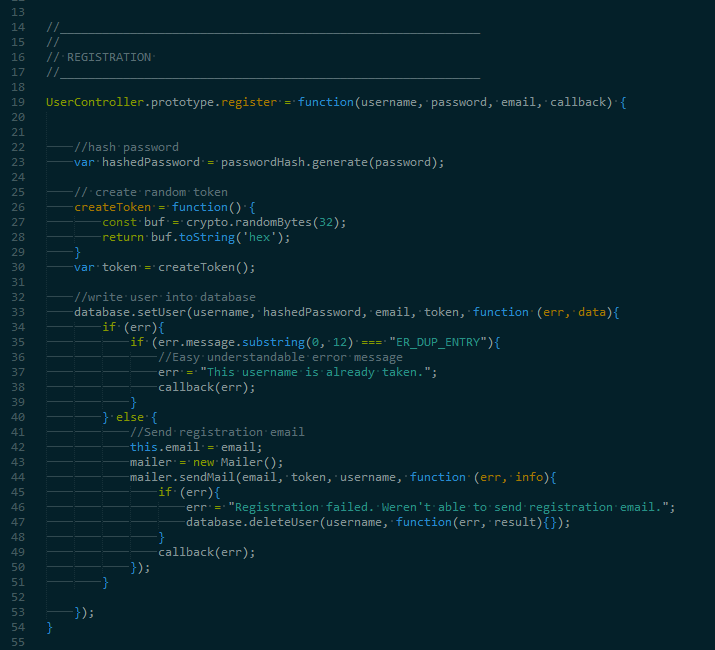 13
14 //____________________________________________________________
15 //
16 // REGISTRATION
17 //____________________________________________________________
18
19 UserController.prototype.register = function(username, password, email, callback) {
20
21
22     //hash password
23     var hashedPassword = passwordHash.generate(password);
24
25     // create random token
26     createToken = function() {
27         const buf = crypto.randomBytes(32);
28         return buf.toString('hex');
29     }
30     var token = createToken();
31
32     //write user into database
33     database.setUser(username, hashedPassword, email, token, function (err, data){
34         if (err){
35             if (err.message.substring(0, 12) === "ER_DUP_ENTRY"){
36                 //Easy understandable error message
37                 err = "This username is already taken.";
38                 callback(err);
39             }
40         } else {
41             //Send registration email
42             this.email = email;
43             mailer = new Mailer();
44             mailer.sendMail(email, token, username, function (err, info){
45                 if (err){
46                     err = "Registration failed. Weren't able to send registration email.";
47                     database.deleteUser(username, function(err, result){});
48                 }
49                 callback(err);
50             });
51         }
52
53     });
54 }
55